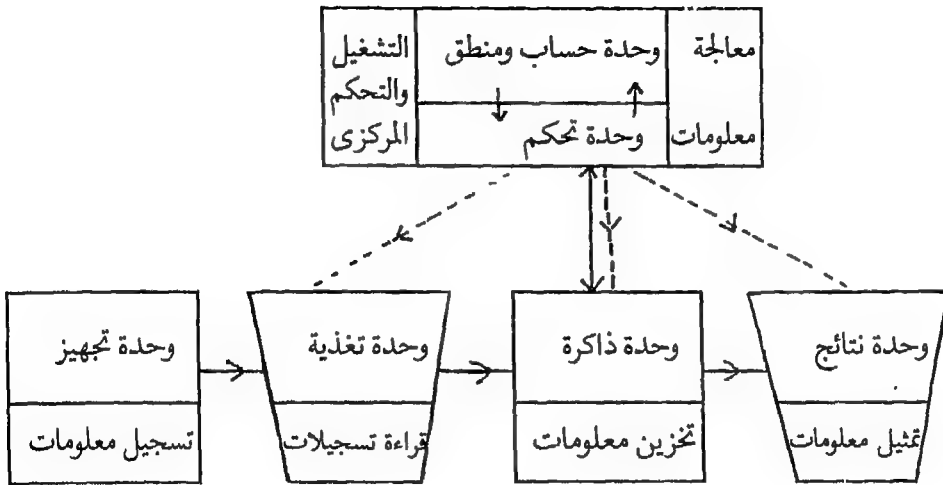 معالجة
معلومات
وحدة حساب ومنطق
وحدة تحكم
التشغيل
والتحكم
المركزى
وحدة تجهيز
تسجيل معلومات
وحدة تغذية
قراءة تسجيلات
وحدة ذاكرة
تخزين معلومات
وحدة نتائج
تمثيل معلومات